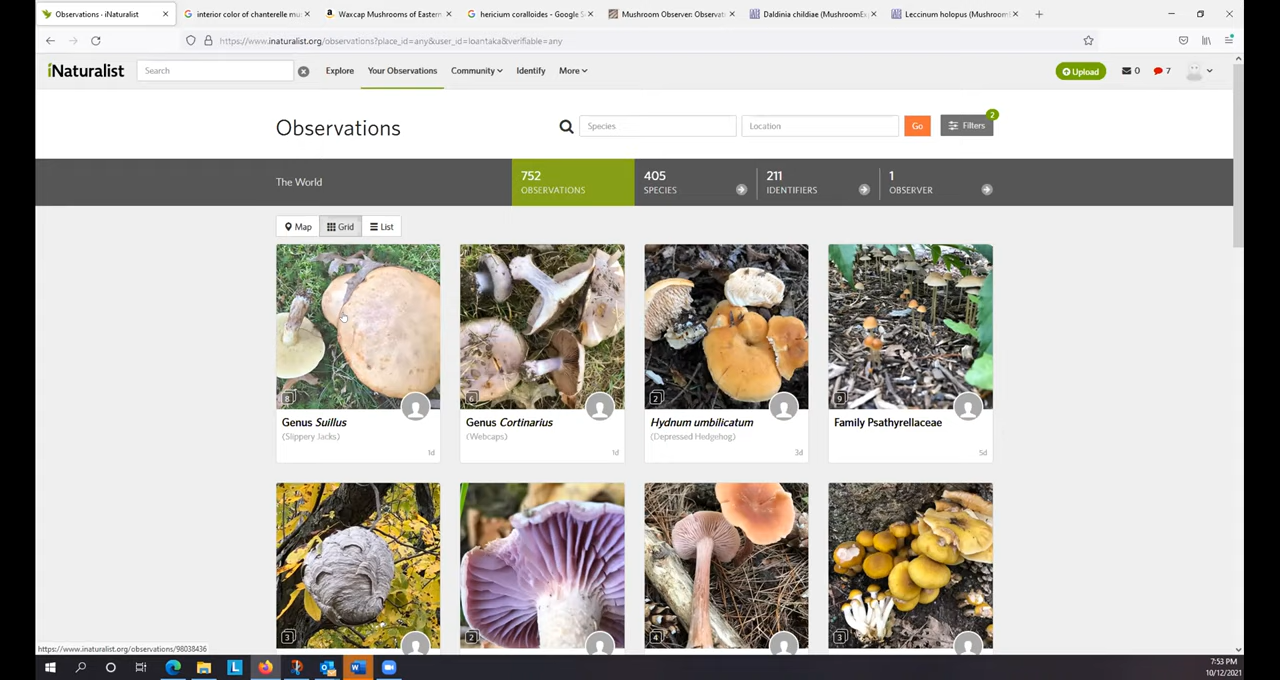 Observations · iNaturalist
interior color of chanterelle mu
Waxcap Mushrooms of Eastern
hericium coralloides - Google S
Mushroom Observer: Observat
Daldinia childiae (MushroomEx
Leccinum holopus (Mushroom
https://www.inaturalist.org/observations?place_id=any&user_id=loantaka&verifiable=any
iNaturalist
Search
Explore
Your Observations
Community
Identify
More
Upload
0
7
Observations
Species
Location
Go
Filters
2
The World
752
OBSERVATIONS
405
SPECIES
211
IDENTIFIERS
1
OBSERVER
Map
Grid
List
8
6
2
9
Genus Suillus
(Slippery Jacks)
1d
Genus Cortinarius
(Webcaps)
1d
Hydnum umbilicatum
(Depressed Hedgehog)
3d
Family Psathyrellaceae
5d
3
2
4
3
https://www.inaturalist.org/observations/98038436
7:53 PM
10/12/2021